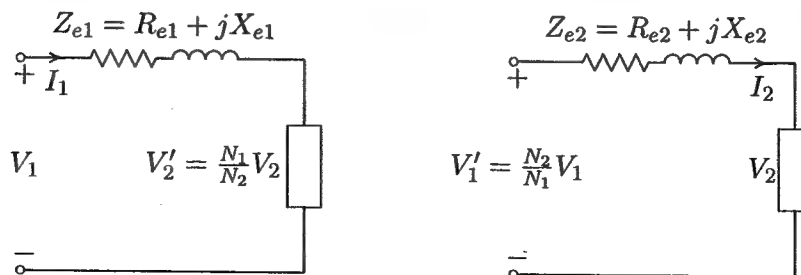 Z_{e1} = R_{e1} + jX_{e1}
+ I_1
V_1 V_2' = \frac{N_1}{N_2} V_2
−
Z_{e2} = R_{e2} + jX_{e2}
+ I_2
V_1' = \frac{N_2}{N_1} V_1 V_2
−